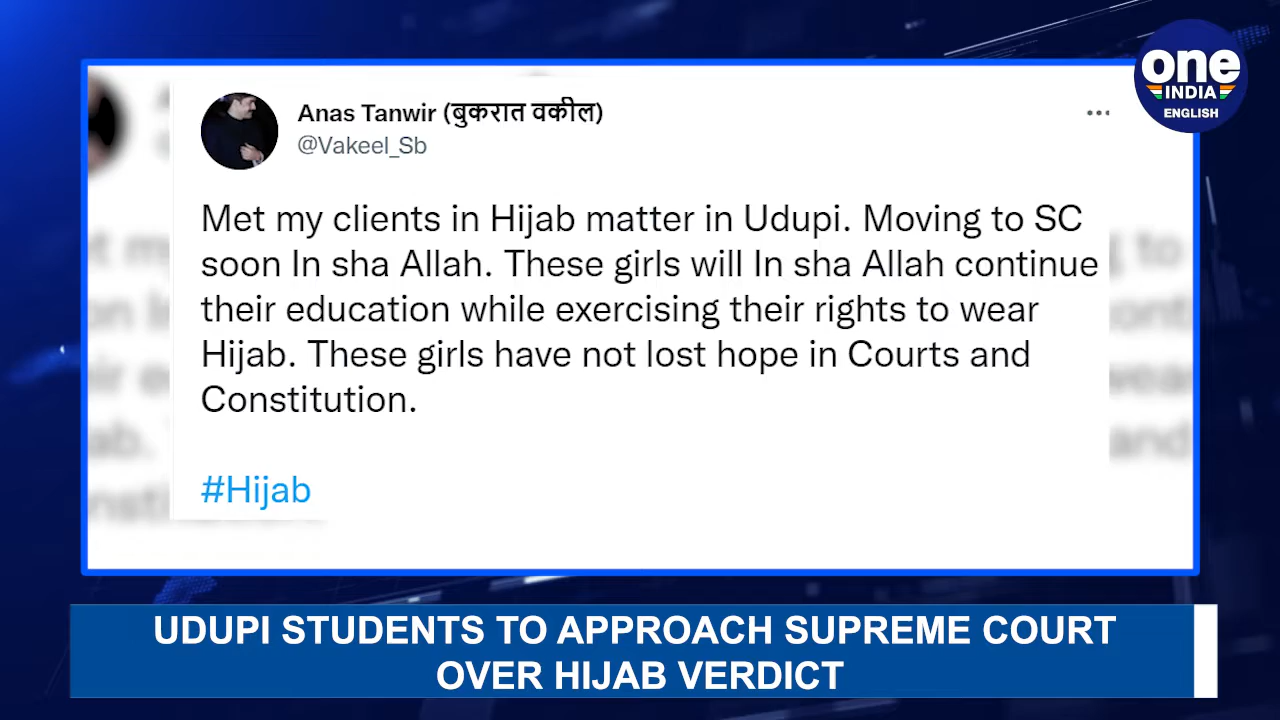 one
INDIA
ENGLISH
Anas Tanwir (बुकरात वकील)
@Vakeel_Sb
Met my clients in Hijab matter in Udupi. Moving to SC
soon In sha Allah. These girls will In sha Allah continue
their education while exercising their rights to wear
Hijab. These girls have not lost hope in Courts and
Constitution.
#Hijab
UDUPI STUDENTS TO APPROACH SUPREME COURT
OVER HIJAB VERDICT